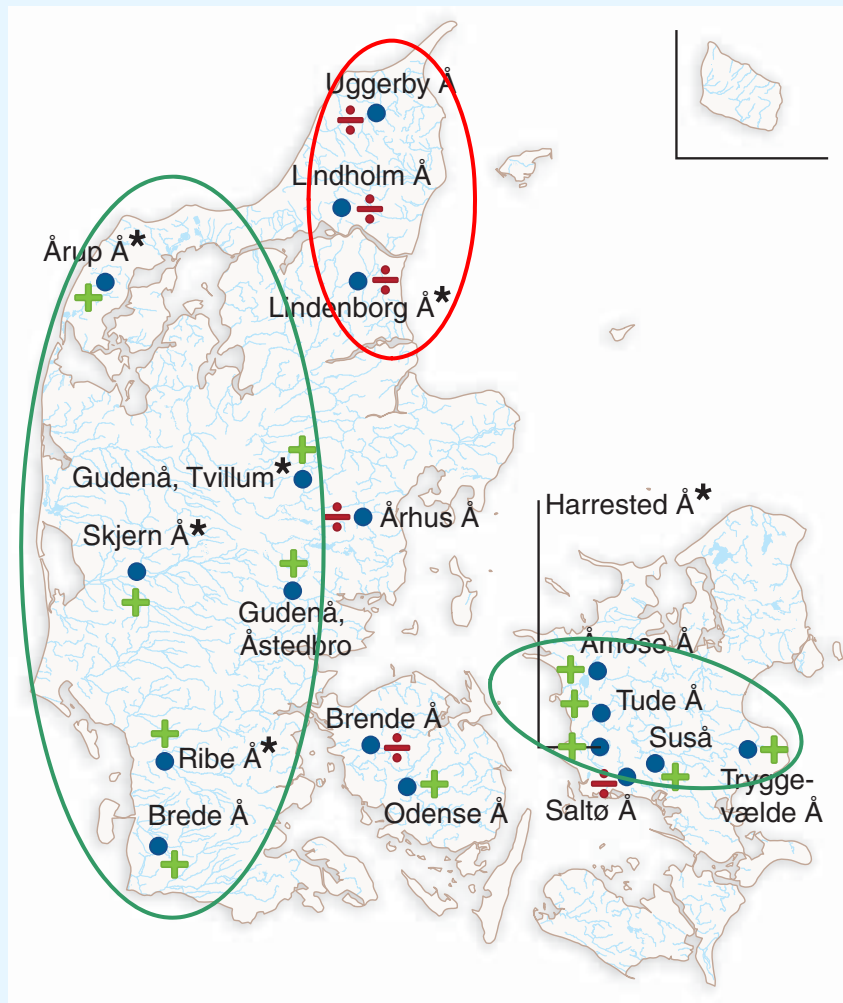 Uggerby Å
Lindholm Å
Årup Å*
Lindenborg Å*
Gudenå, Tvillum*
Harrested Å*
Århus Å
Skjern Å*
Gudenå,
Åstedbro
Åmose Å
Tude Å
Brende Å
Suså
Ribe Å*
Trygge-
vælde Å
Saltø Å
Odense Å
Brede Å